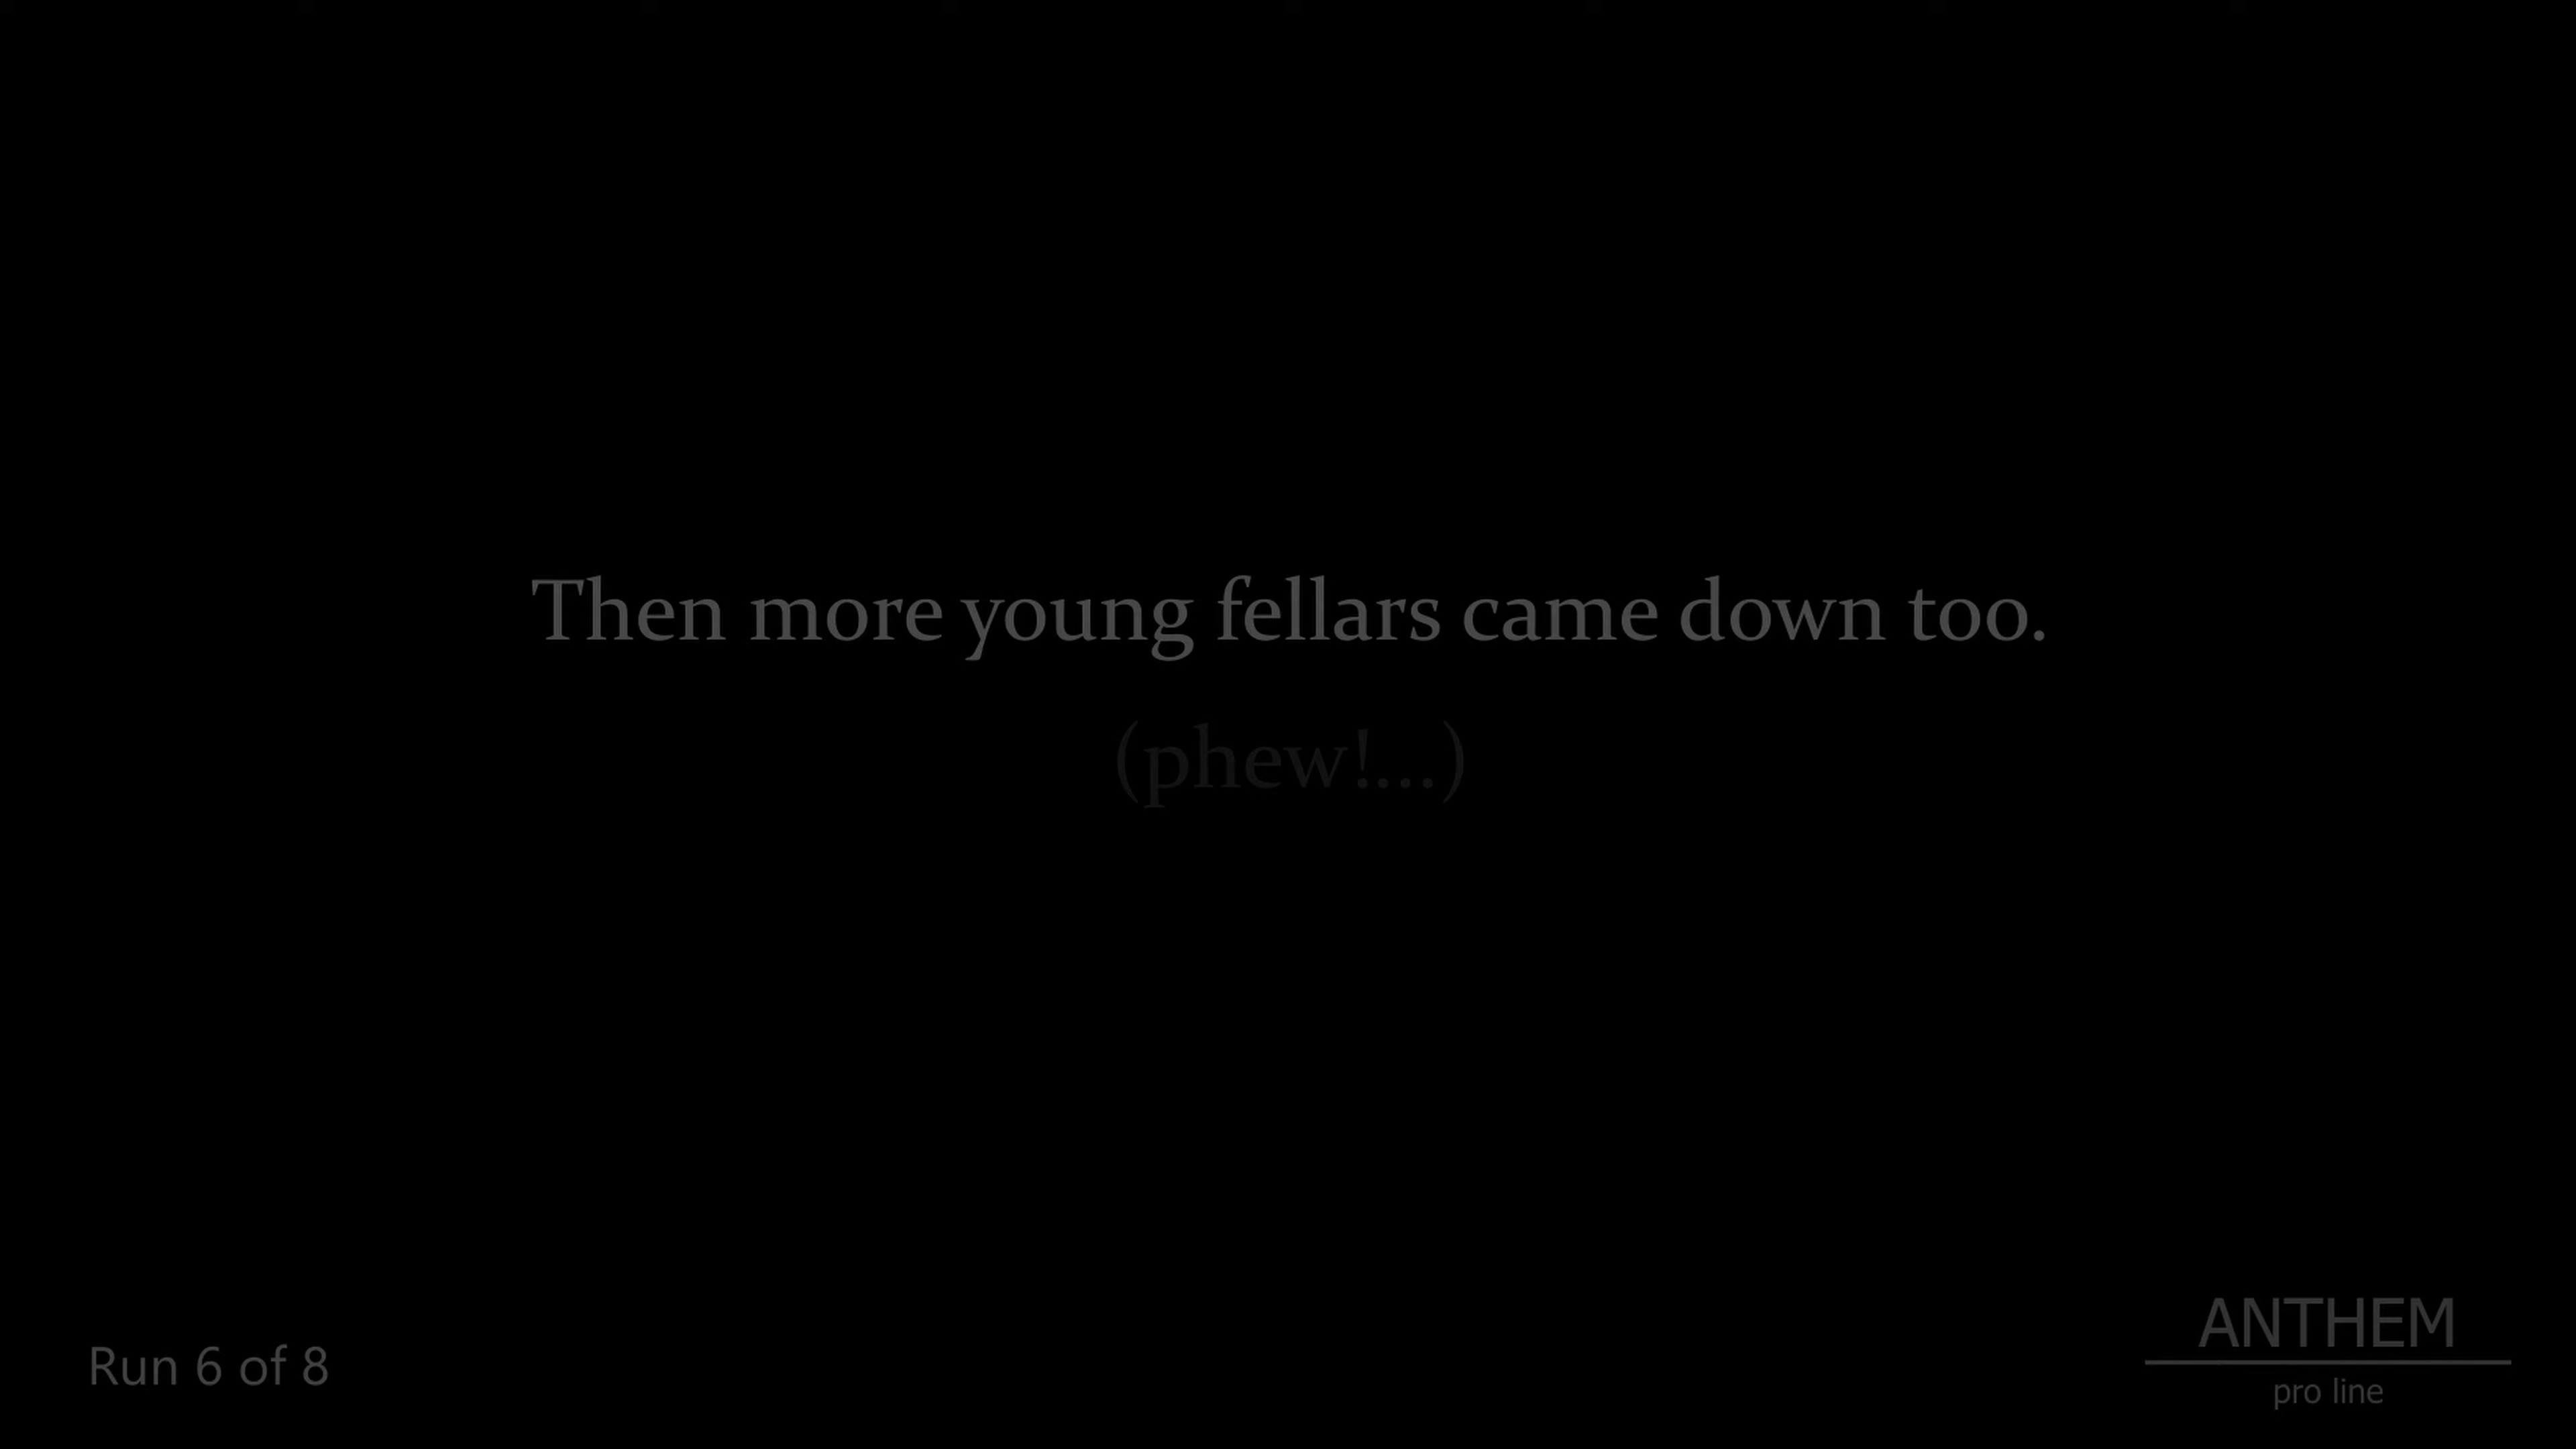 Then more young fellars came down too.
(phew!...)
Run 6 of 8
ANTHEM
pro line